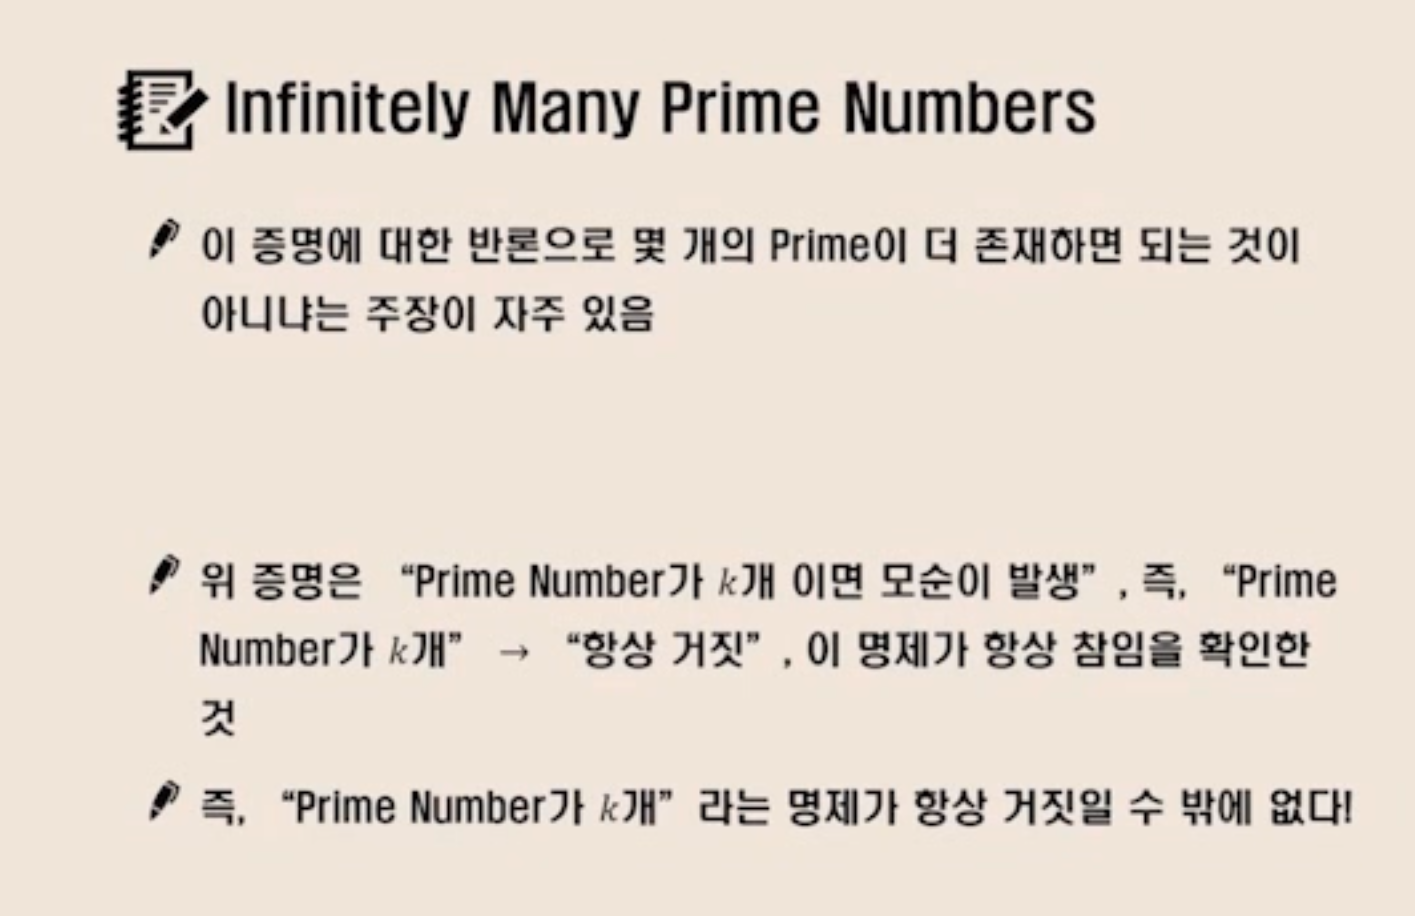 Infinitely Many Prime Numbers
이 증명에 대한 반론으로 몇 개의 Prime이 더 존재하면 되는 것이
아니냐는 주장이 자주 있음
위 증명은 “Prime Number가 k개 이면 모순이 발생” , 즉, “Prime
Number가 k개” → “항상 거짓” , 이 명제가 항상 참임을 확인한
것
즉, “Prime Number가 k개” 라는 명제가 항상 거짓일 수 밖에 없다!